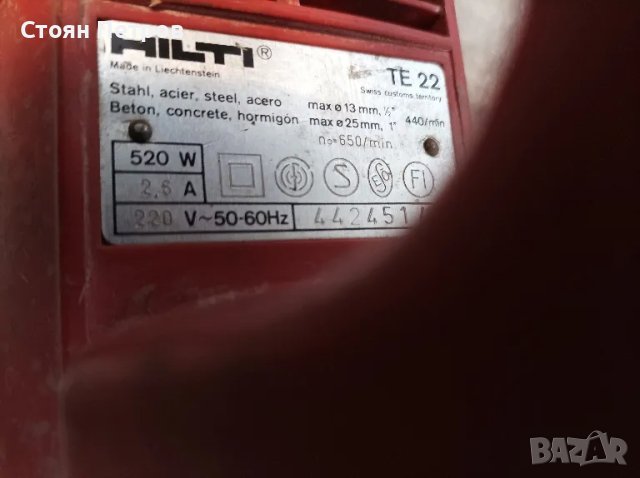 Стоян Петров
HILTI® TE 22
Made in Liechtenstein Swiss customs territory
Stahl, acier, steel, acero max ø 13 mm, ½" 440/min
Beton, concrete, hormigón max ø 25 mm, 1"
n₀=650/min
520 W
2,6 A S FI
220 V~50-60Hz 442451
BAZAR